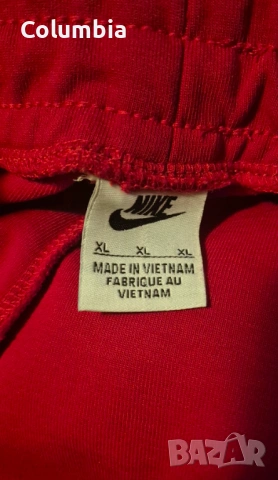 Columbia
NIKE
XL XL XL
MADE IN VIETNAM
FABRIQUE AU
VIETNAM
BAZAR